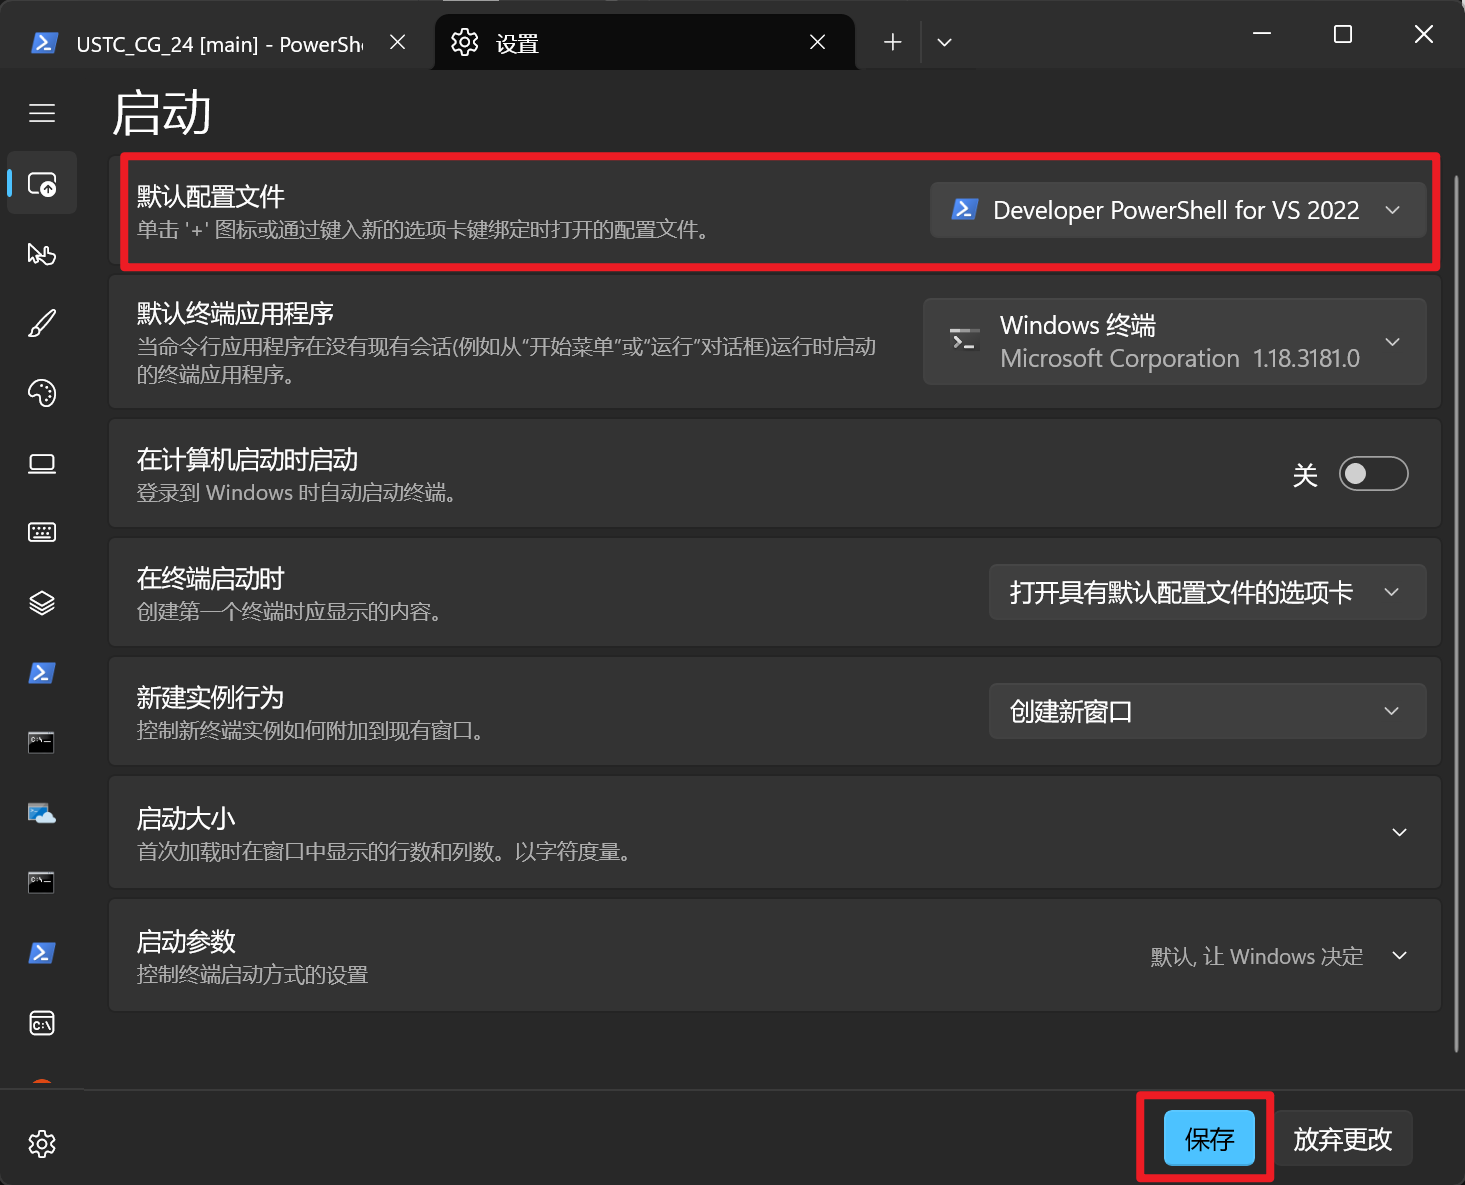 USTC_CG_24 [main] - PowerSh
设置
启动
默认配置文件
单击 '+' 图标或通过键入新的选项卡键绑定时打开的配置文件。
Developer PowerShell for VS 2022
默认终端应用程序
当命令行应用程序在没有现有会话(例如从“开始菜单”或“运行”对话框)运行时启动
的终端应用程序。
Windows 终端
Microsoft Corporation 1.18.3181.0
在计算机启动时启动
登录到 Windows 时自动启动终端。
关
在终端启动时
创建第一个终端时应显示的内容。
打开具有默认配置文件的选项卡
新建实例行为
控制新终端实例如何附加到现有窗口。
创建新窗口
启动大小
首次加载时在窗口中显示的行数和列数。以字符度量。
启动参数
控制终端启动方式的设置
默认, 让 Windows 决定
保存
放弃更改